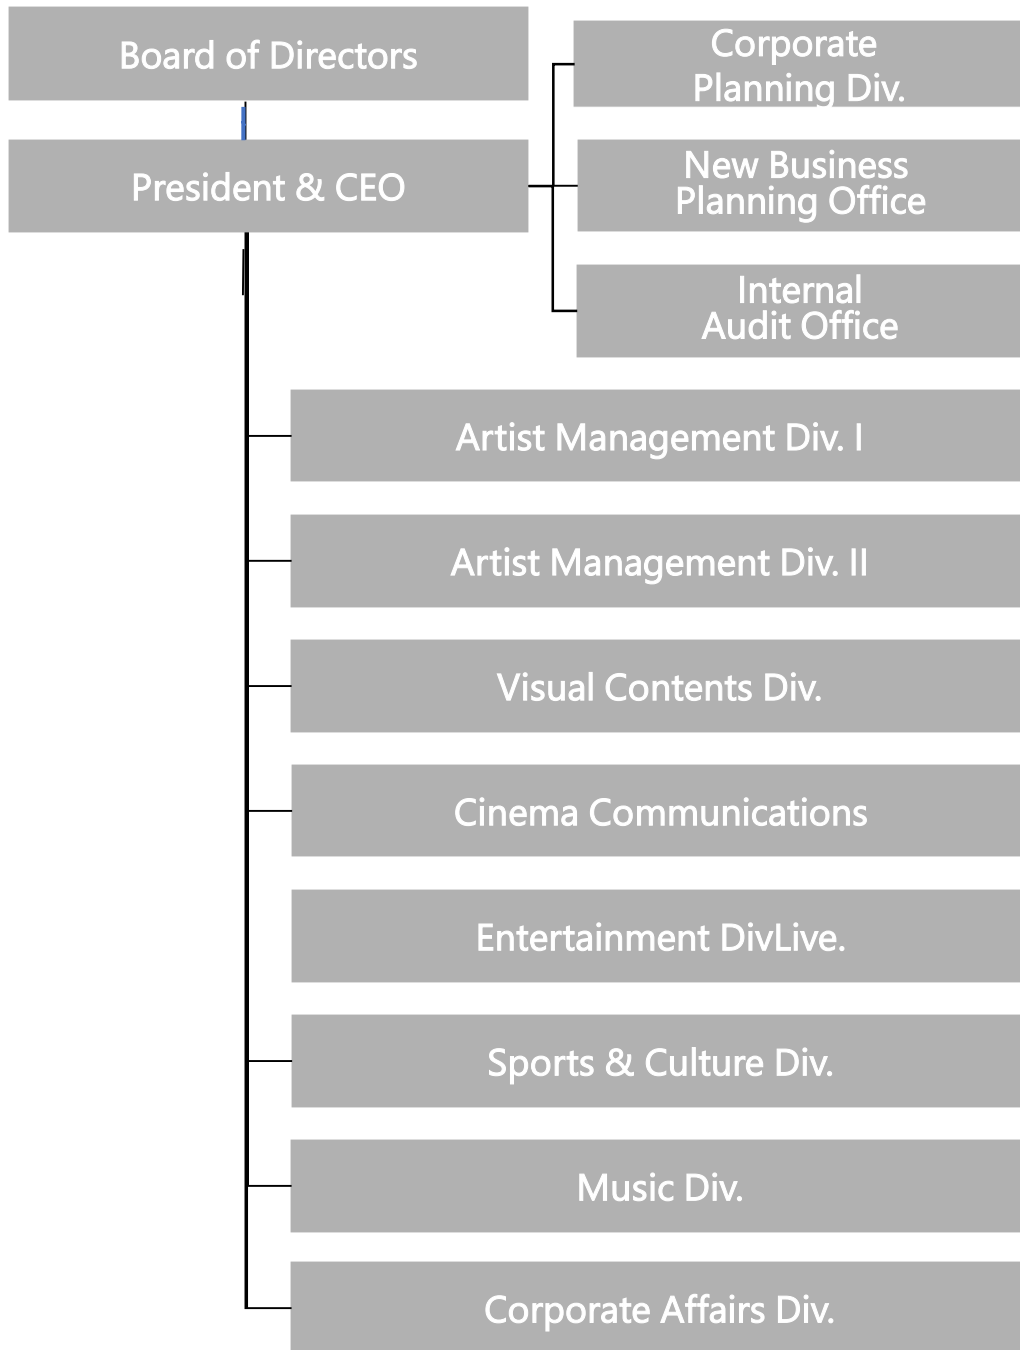 Board of Directors
President & CEO
Corporate
Planning Div.
New Business
Planning Office
Internal
Audit Office
Artist Management Div. I
Artist Management Div. II
Visual Contents Div.
Cinema Communications
Entertainment DivLive.
Sports & Culture Div.
Music Div.
Corporate Affairs Div.